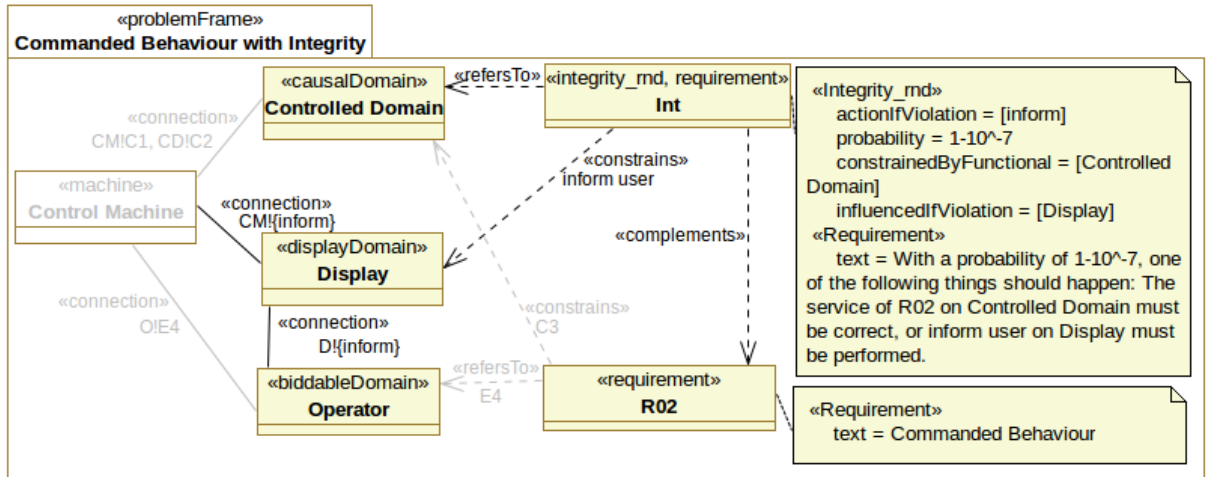 «problemFrame»
Commanded Behaviour with Integrity
«causalDomain»
Controlled Domain
«refersTo»
«integrity_rnd, requirement»
Int
«Integrity_rnd»
actionIfViolation = [inform]
probability = 1-10^-7
constrainedByFunctional = [Controlled
Domain]
influencedIfViolation = [Display]
«Requirement»
text = With a probability of 1-10^-7, one
of the following things should happen: The
service of R02 on Controlled Domain must
be correct, or inform user on Display must
be performed.
«connection»
CM!C1, CD!C2
«constrains»
inform user
«machine»
Control Machine
«connection»
CM!{inform}
«complements»
«displayDomain»
Display
«connection»
O!E4
«constrains»
C3
«connection»
D!{inform}
«refersTo»
E4
«biddableDomain»
Operator
«requirement»
R02
«Requirement»
text = Commanded Behaviour